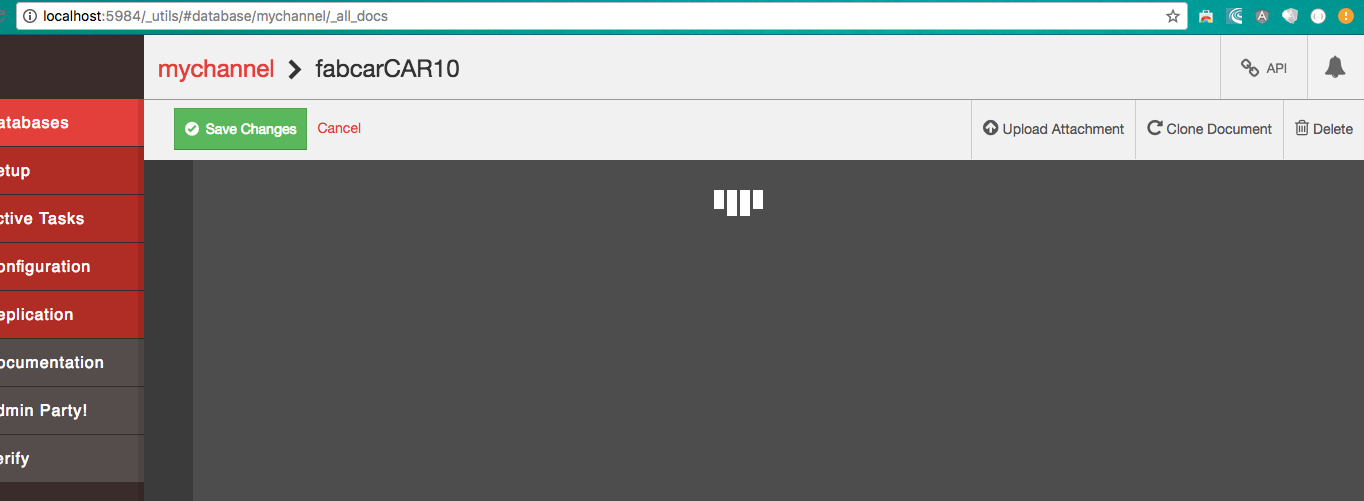 localhost:5984/_utils/#database/mychannel/_all_docs
mychannel fabcarCAR10
API
Save Changes Cancel
Upload Attachment Clone Document Delete
atabases
etup
ctive Tasks
onfiguration
eplication
ocumentation
dmin Party!
erify